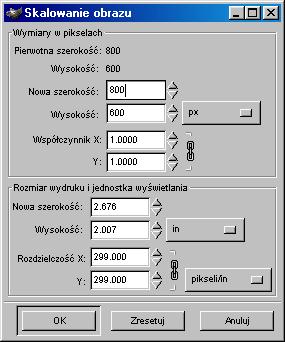 Skalowanie obrazu
Wymiary w pikselach
Pierwotna szerokość: 800
Wysokość: 600
Nowa szerokość: 800
Wysokość: 600 px
Współczynnik X: 1.0000
Y: 1.0000
Rozmiar wydruku i jednostka wyświetlania
Nowa szerokość: 2.676
Wysokość: 2.007 in
Rozdzielczość X: 299.000
Y: 299.000 pikseli/in
OK Zresetuj Anuluj